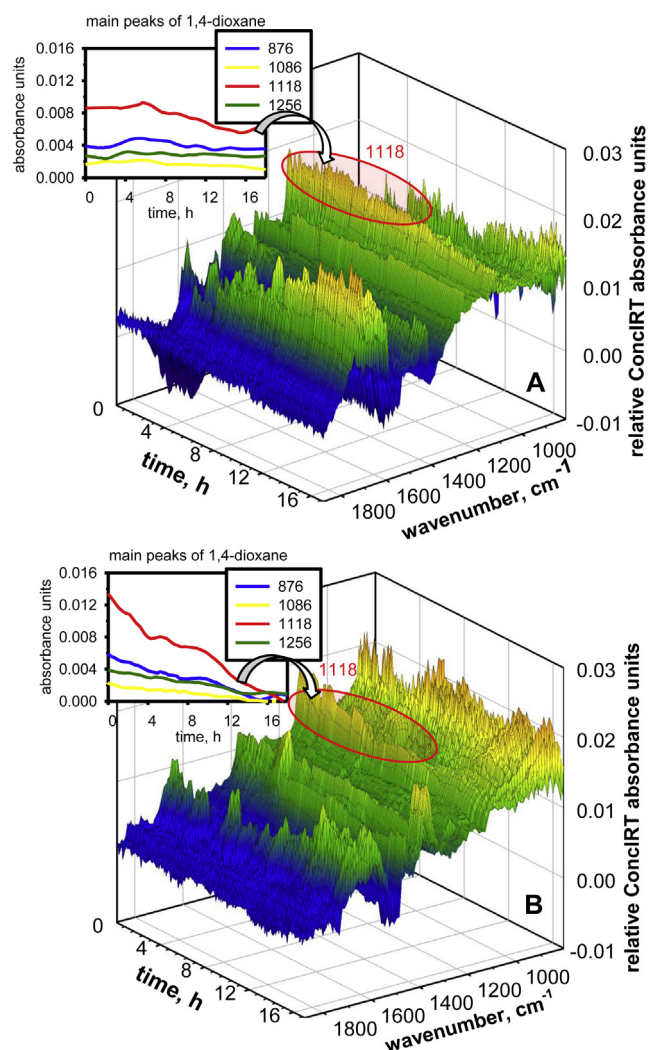 main peaks of 1,4-dioxane
0.016
0.012
0.008
0.004
0.000
absorbance units
0 4 8 12 16
time, h
876
1086
1118
1256
1118
0.03
0.02
0.01
0.00
-0.01
relative ConcIRT absorbance units
A
0
4
8
12
16
time, h
1800 1600 1400 1200 1000
wavenumber, cm-1
main peaks of 1,4-dioxane
0.016
0.012
0.008
0.004
0.000
absorbance units
0 4 8 12 16
time, h
876
1086
1118
1256
1118
0.03
0.02
0.01
0.00
-0.01
relative ConcIRT absorbance units
B
0
4
8
12
16
time, h
1800 1600 1400 1200 1000
wavenumber, cm-1